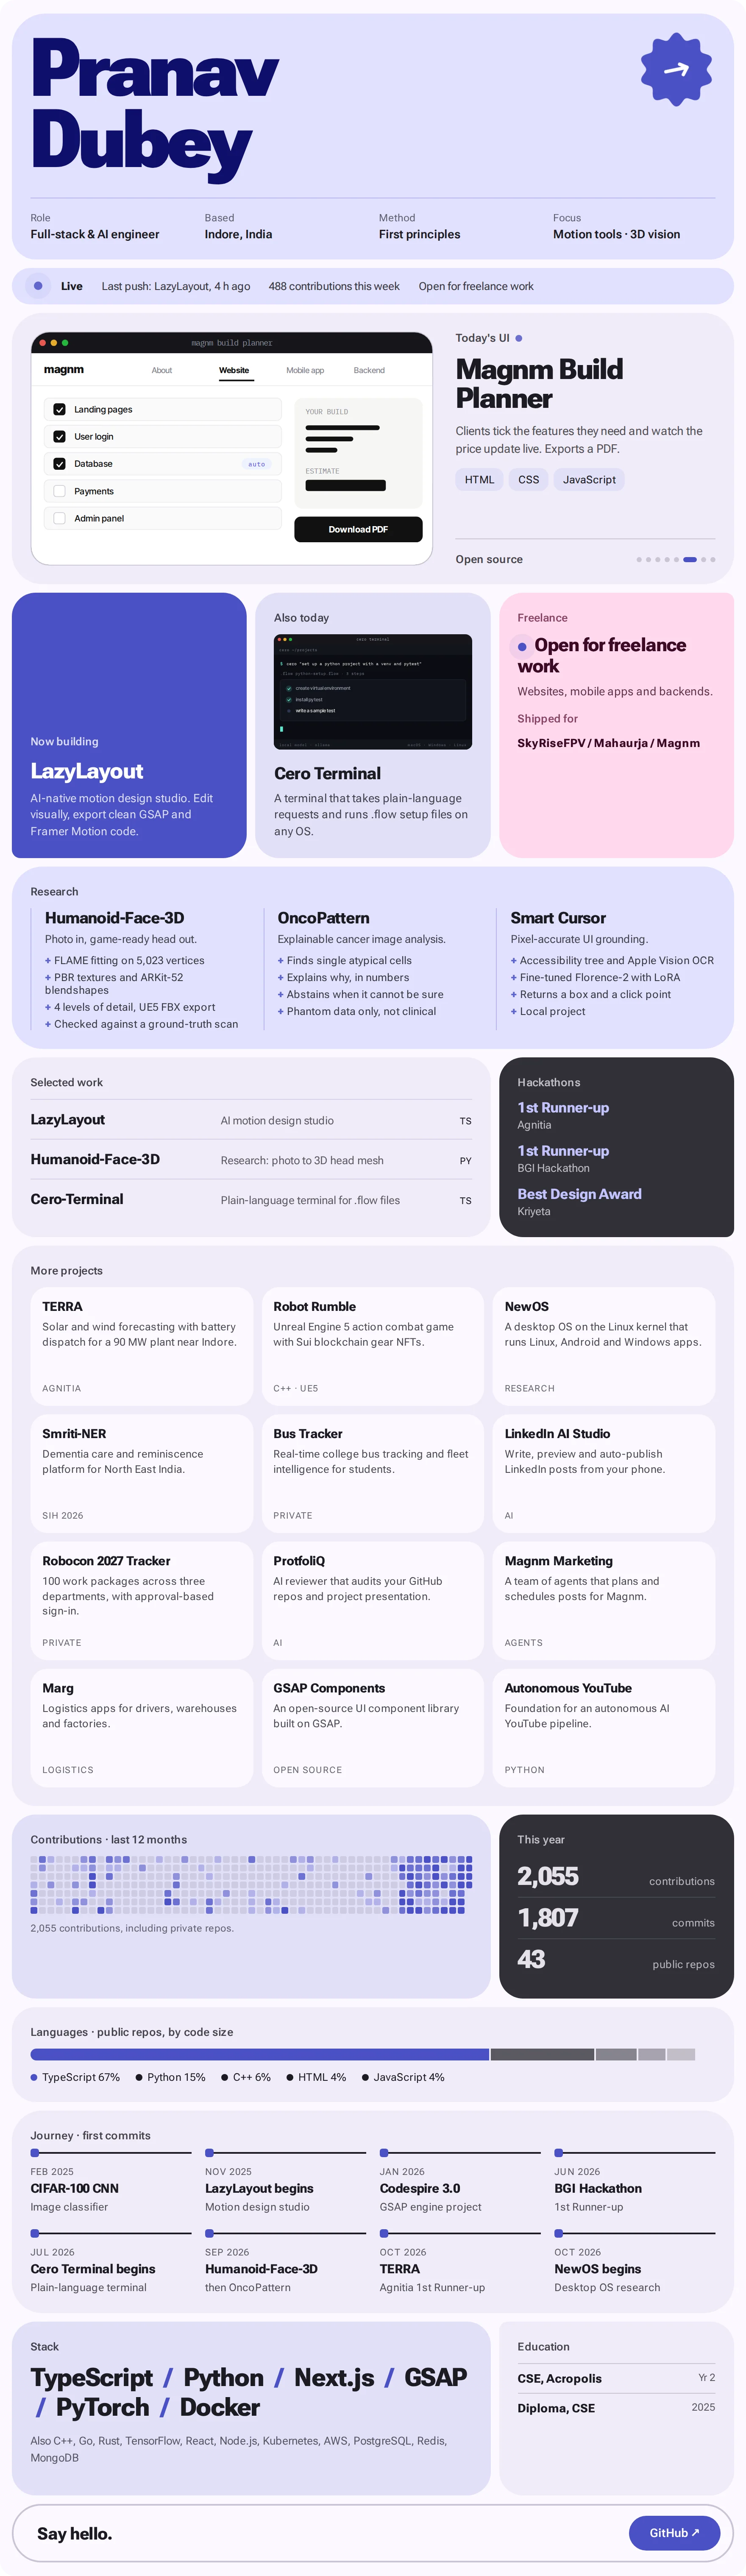 Pranav
Dubey
Role
Full-stack & AI engineer
Based
Indore, India
Method
First principles
Focus
Motion tools · 3D vision
Live
Last push: LazyLayout, 4 h ago
488 contributions this week
Open for freelance work
magnm build planner
magnm
About
Website
Mobile app
Backend
Landing pages
User login
Database
auto
Payments
Admin panel
YOUR BUILD
ESTIMATE
Download PDF
Today's UI
Magnm Build
Planner
Clients tick the features they need and watch the
price update live. Exports a PDF.
HTML
CSS
JavaScript
Open source
Now building
LazyLayout
AI-native motion design studio. Edit
visually, export clean GSAP and
Framer Motion code.
Also today
cero terminal
cero ~/projects
$ cero "set up a python project with a venv and pytest"
create virtual environment
install pytest
write a sample test
Cero Terminal
A terminal that takes plain-language
requests and runs .flow setup files on
any OS.
Freelance
Open for freelance
work
Websites, mobile apps and backends.
Shipped for
SkyRiseFPV / Mahaurja / Magnm
Research
Humanoid-Face-3D
Photo in, game-ready head out.
+ FLAME fitting on 5,023 vertices
+ PBR textures and ARKit-52
blendshapes
+ 4 levels of detail, UE5 FBX export
+ Checked against a ground-truth scan
OncoPattern
Explainable cancer image analysis.
+ Finds single atypical cells
+ Explains why, in numbers
+ Abstains when it cannot be sure
+ Phantom data only, not clinical
Smart Cursor
Pixel-accurate UI grounding.
+ Accessibility tree and Apple Vision OCR
+ Fine-tuned Florence-2 with LoRA
+ Returns a box and a click point
+ Local project
Selected work
LazyLayout
AI motion design studio
TS
Humanoid-Face-3D
Research: photo to 3D head mesh
PY
Cero-Terminal
Plain-language terminal for .flow files
TS
Hackathons
1st Runner-up
Agnitia
1st Runner-up
BGI Hackathon
Best Design Award
Kriyeta
More projects
TERRA
Solar and wind forecasting with battery
dispatch for a 90 MW plant near Indore.
AGNITIA
Robot Rumble
Unreal Engine 5 action combat game
with Sui blockchain gear NFTs.
C++ · UE5
NewOS
A desktop OS on the Linux kernel that
runs Linux, Android and Windows apps.
RESEARCH
Smriti-NER
Dementia care and reminiscence
platform for North East India.
SIH 2026
Bus Tracker
Real-time college bus tracking and fleet
intelligence for students.
PRIVATE
LinkedIn AI Studio
Write, preview and auto-publish
LinkedIn posts from your phone.
AI
Robocon 2027 Tracker
100 work packages across three
departments, with approval-based
sign-in.
PRIVATE
ProtfoliQ
AI reviewer that audits your GitHub
repos and project presentation.
AI
Magnm Marketing
A team of agents that plans and
schedules posts for Magnm.
AGENTS
Marg
Logistics apps for drivers, warehouses
and factories.
LOGISTICS
GSAP Components
An open-source UI component library
built on GSAP.
OPEN SOURCE
Autonomous YouTube
Foundation for an autonomous AI
YouTube pipeline.
PYTHON
Contributions · last 12 months
2,055 contributions, including private repos.
This year
2,055
contributions
1,807
commits
43
public repos
Languages · public repos, by code size
TypeScript 67%
Python 15%
C++ 6%
HTML 4%
JavaScript 4%
Journey · first commits
FEB 2025
CIFAR-100 CNN
Image classifier
NOV 2025
LazyLayout begins
Motion design studio
JAN 2026
Codespire 3.0
GSAP engine project
JUN 2026
BGI Hackathon
1st Runner-up
JUL 2026
Cero Terminal begins
Plain-language terminal
SEP 2026
Humanoid-Face-3D
then OncoPattern
OCT 2026
TERRA
Agnitia 1st Runner-up
OCT 2026
NewOS begins
Desktop OS research
Stack
TypeScript / Python / Next.js / GSAP
/ PyTorch / Docker
Also C++, Go, Rust, TensorFlow, React, Node.js, Kubernetes, AWS, PostgreSQL, Redis,
MongoDB
Education
CSE, Acropolis
Yr 2
Diploma, CSE
2025
Say hello.
GitHub ↗